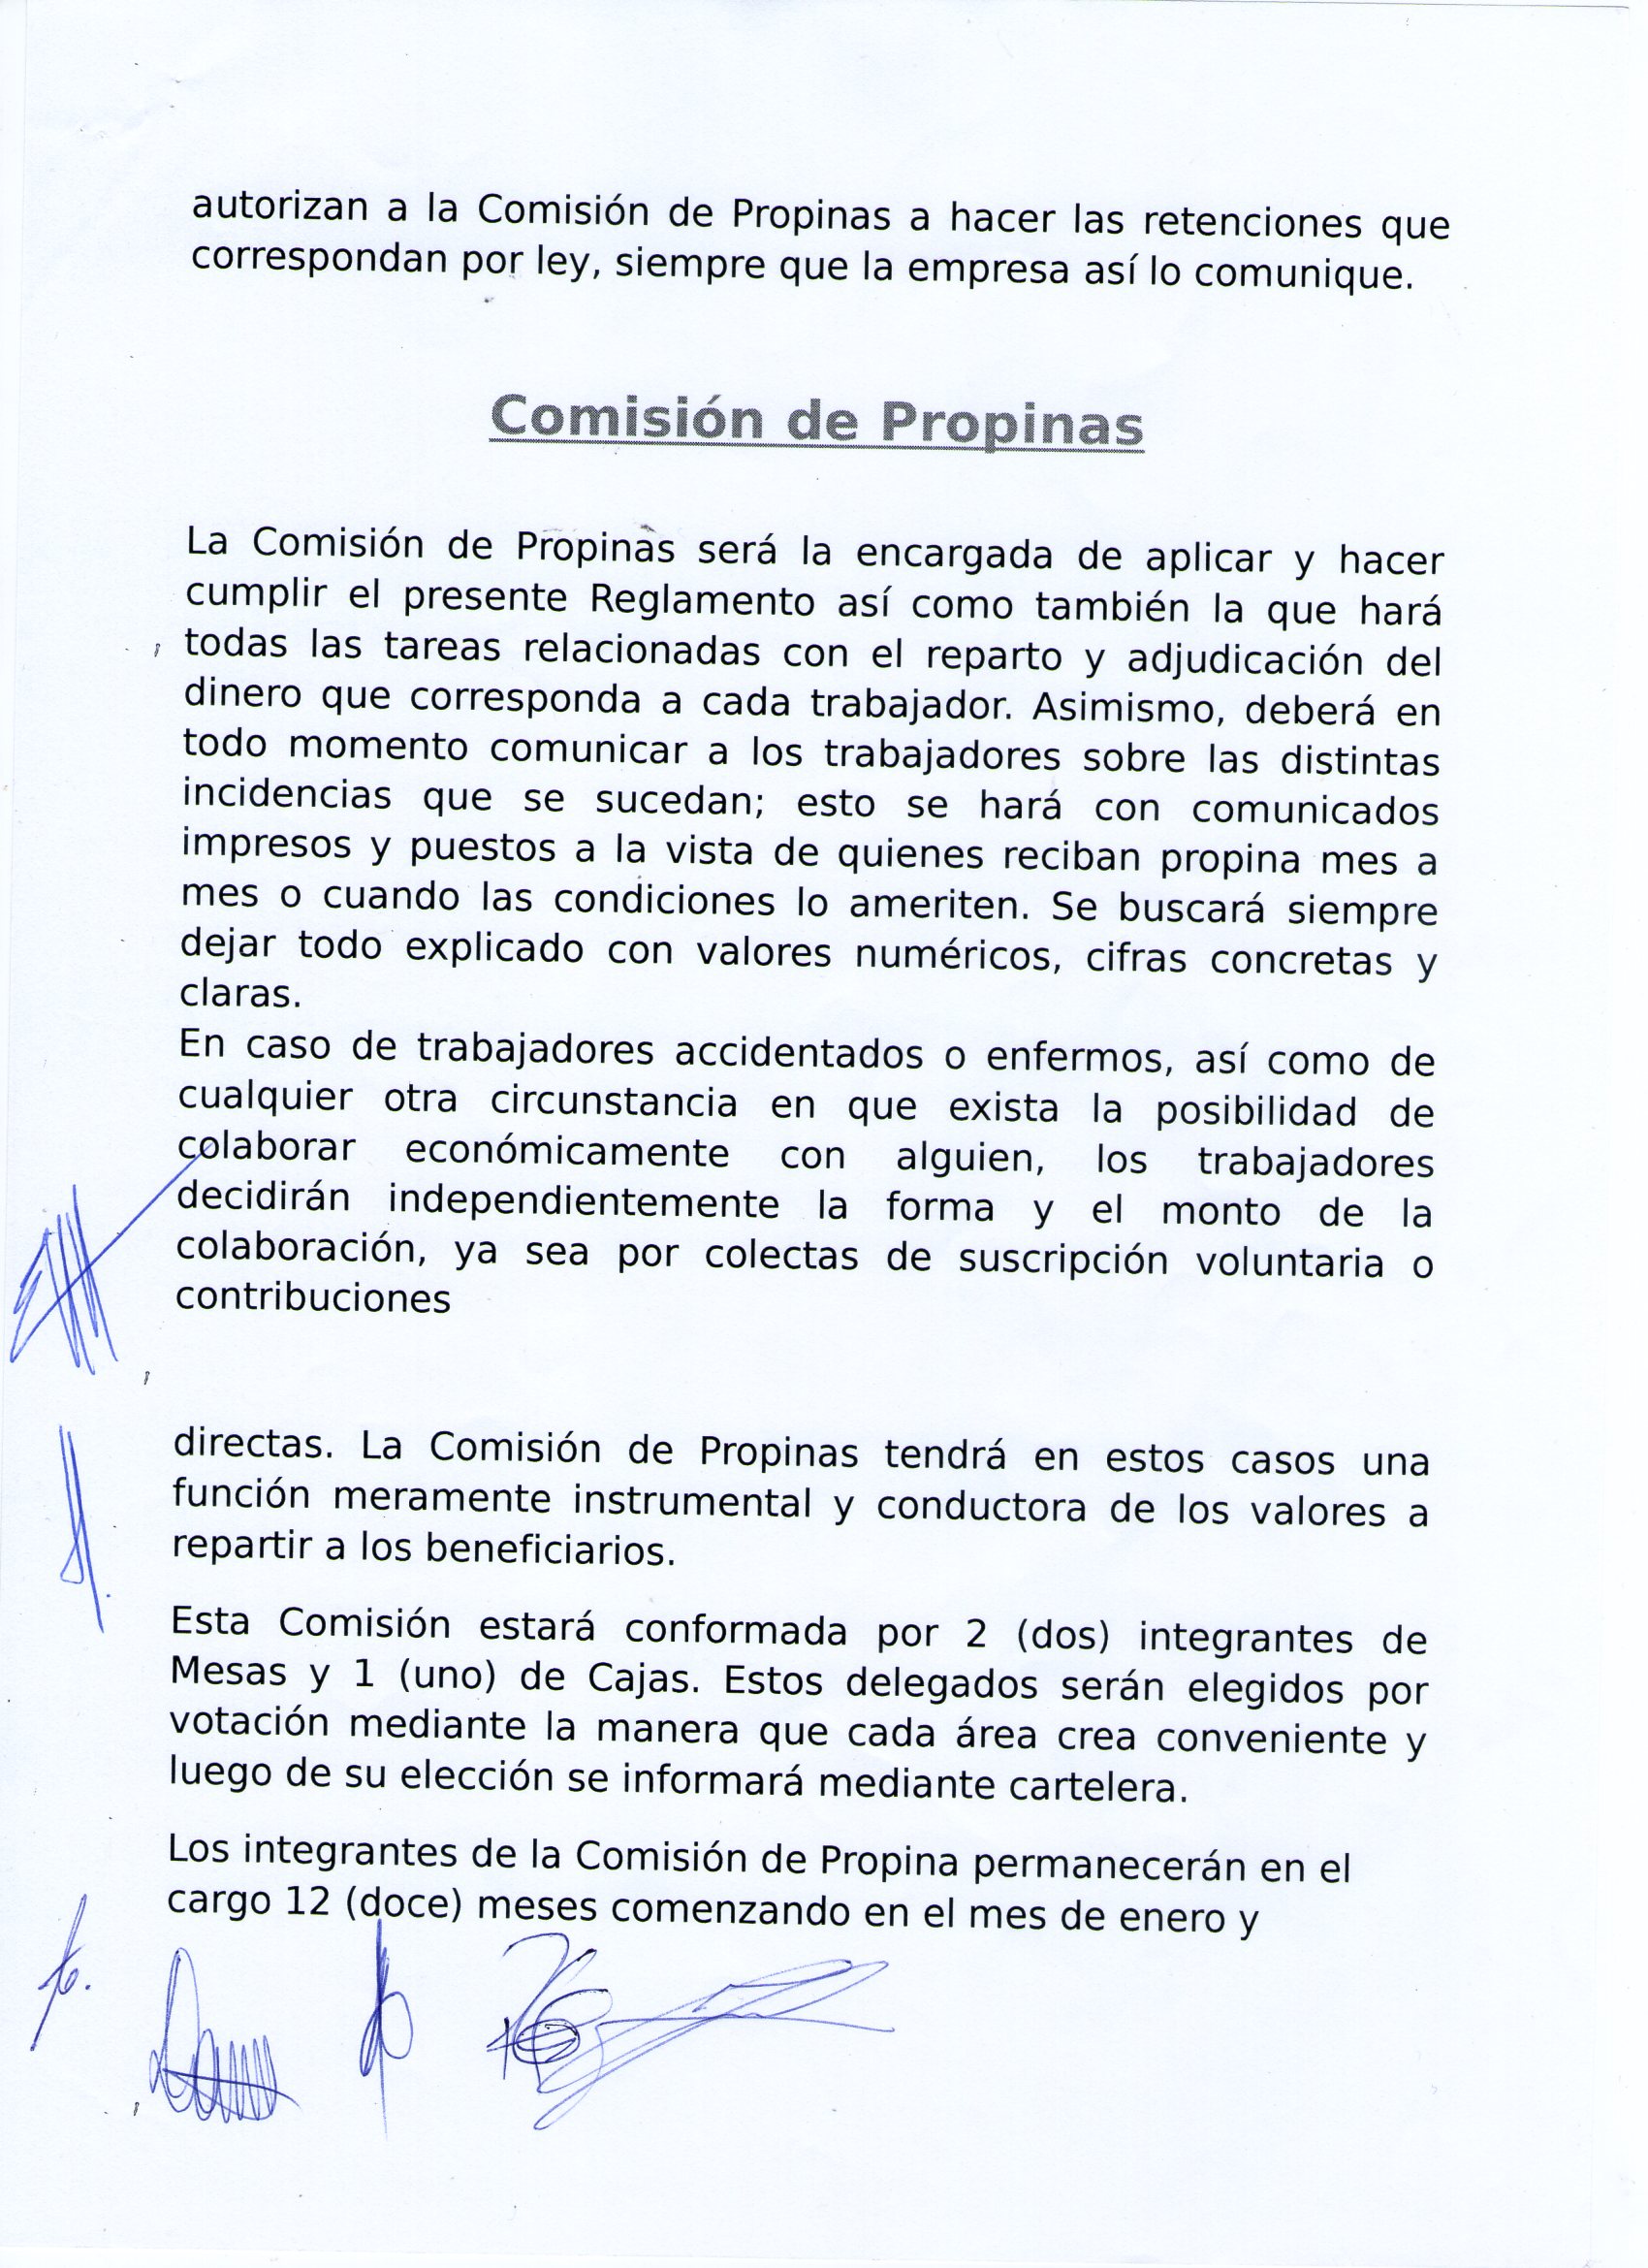 autorizan a la Comisión de Propinas a hacer las retenciones que
correspondan por ley, siempre que la empresa así lo comunique.
Comisión de Propinas
La Comisión de Propinas será la encargada de aplicar y hacer
cumplir el presente Reglamento así como también la que hará
todas las tareas relacionadas con el reparto y adjudicación del
dinero que corresponda a cada trabajador. Asimismo, deberá en
todo momento comunicar a los trabajadores sobre las distintas
incidencias que se sucedan; esto se hará con comunicados
impresos y puestos a la vista de quienes reciban propina mes a
mes o cuando las condiciones lo ameriten. Se buscará siempre
dejar todo explicado con valores numéricos, cifras concretas y
claras.
En caso de trabajadores accidentados o enfermos, así como de
cualquier otra circunstancia en que exista la posibilidad de
colaborar económicamente con alguien, los trabajadores
decidirán independientemente la forma y el monto de la
colaboración, ya sea por colectas de suscripción voluntaria o
contribuciones
directas. La Comisión de Propinas tendrá en estos casos una
función meramente instrumental y conductora de los valores a
repartir a los beneficiarios.
Esta Comisión estará conformada por 2 (dos) integrantes de
Mesas y 1 (uno) de Cajas. Estos delegados serán elegidos por
votación mediante la manera que cada área crea conveniente y
luego de su elección se informará mediante cartelera.
Los integrantes de la Comisión de Propina permanecerán en el
cargo 12 (doce) meses comenzando en el mes de enero y